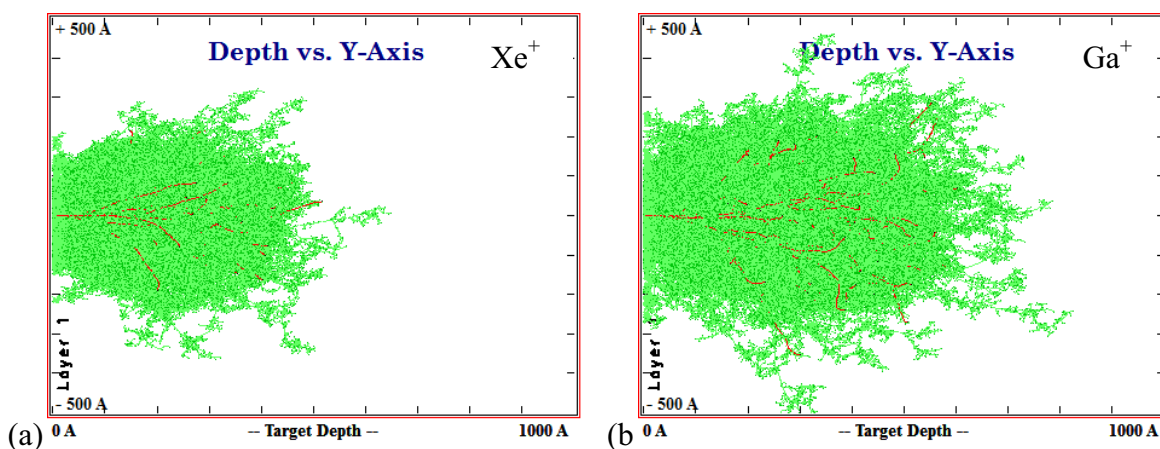 + 500 A
Depth vs. Y-Axis
Xe+
Layer 1
- 500 A
(a)
0 A
-- Target Depth --
1000 A
+ 500 A
Depth vs. Y-Axis
Ga+
Layer 1
- 500 A
(b
0 A
-- Target Depth --
1000 A